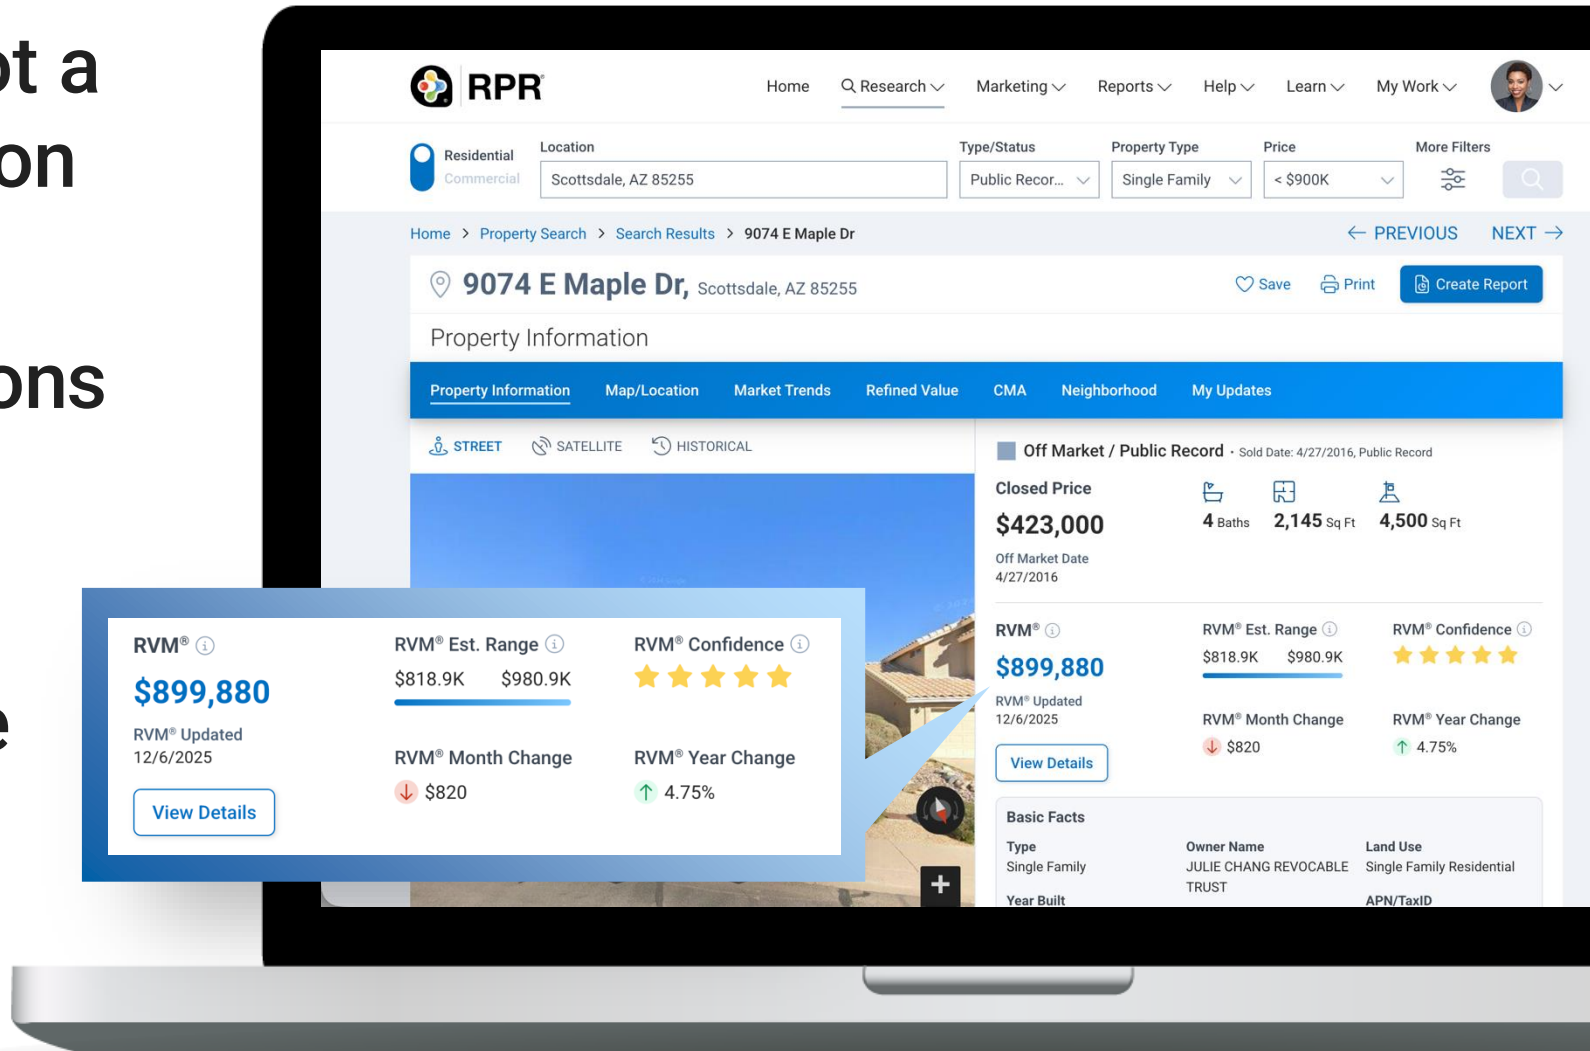 ot a
on
ons
e
RPR
Home Research Marketing Reports Help Learn My Work
Residential
Commercial
Location
Scottsdale, AZ 85255
Type/Status
Public Recor...
Property Type
Single Family
Price
< $900K
More Filters
Home > Property Search > Search Results > 9074 E Maple Dr
← PREVIOUS NEXT →
9074 E Maple Dr, Scottsdale, AZ 85255
Save Print Create Report
Property Information
Property Information Map/Location Market Trends Refined Value CMA Neighborhood My Updates
STREET SATELLITE HISTORICAL
Off Market / Public Record • Sold Date: 4/27/2016, Public Record
Closed Price
$423,000
4 Baths 2,145 Sq Ft 4,500 Sq Ft
Off Market Date
4/27/2016
RVM®
$899,880
RVM® Updated
12/6/2025
View Details
RVM® Est. Range
$818.9K $980.9K
RVM® Confidence
RVM® Month Change
$820
RVM® Year Change
4.75%
Basic Facts
Type
Single Family
Owner Name
JULIE CHANG REVOCABLE
TRUST
Land Use
Single Family Residential
Year Built
APN/TaxID
RVM®
$899,880
RVM® Updated
12/6/2025
View Details
RVM® Est. Range
$818.9K $980.9K
RVM® Confidence
RVM® Month Change
$820
RVM® Year Change
4.75%